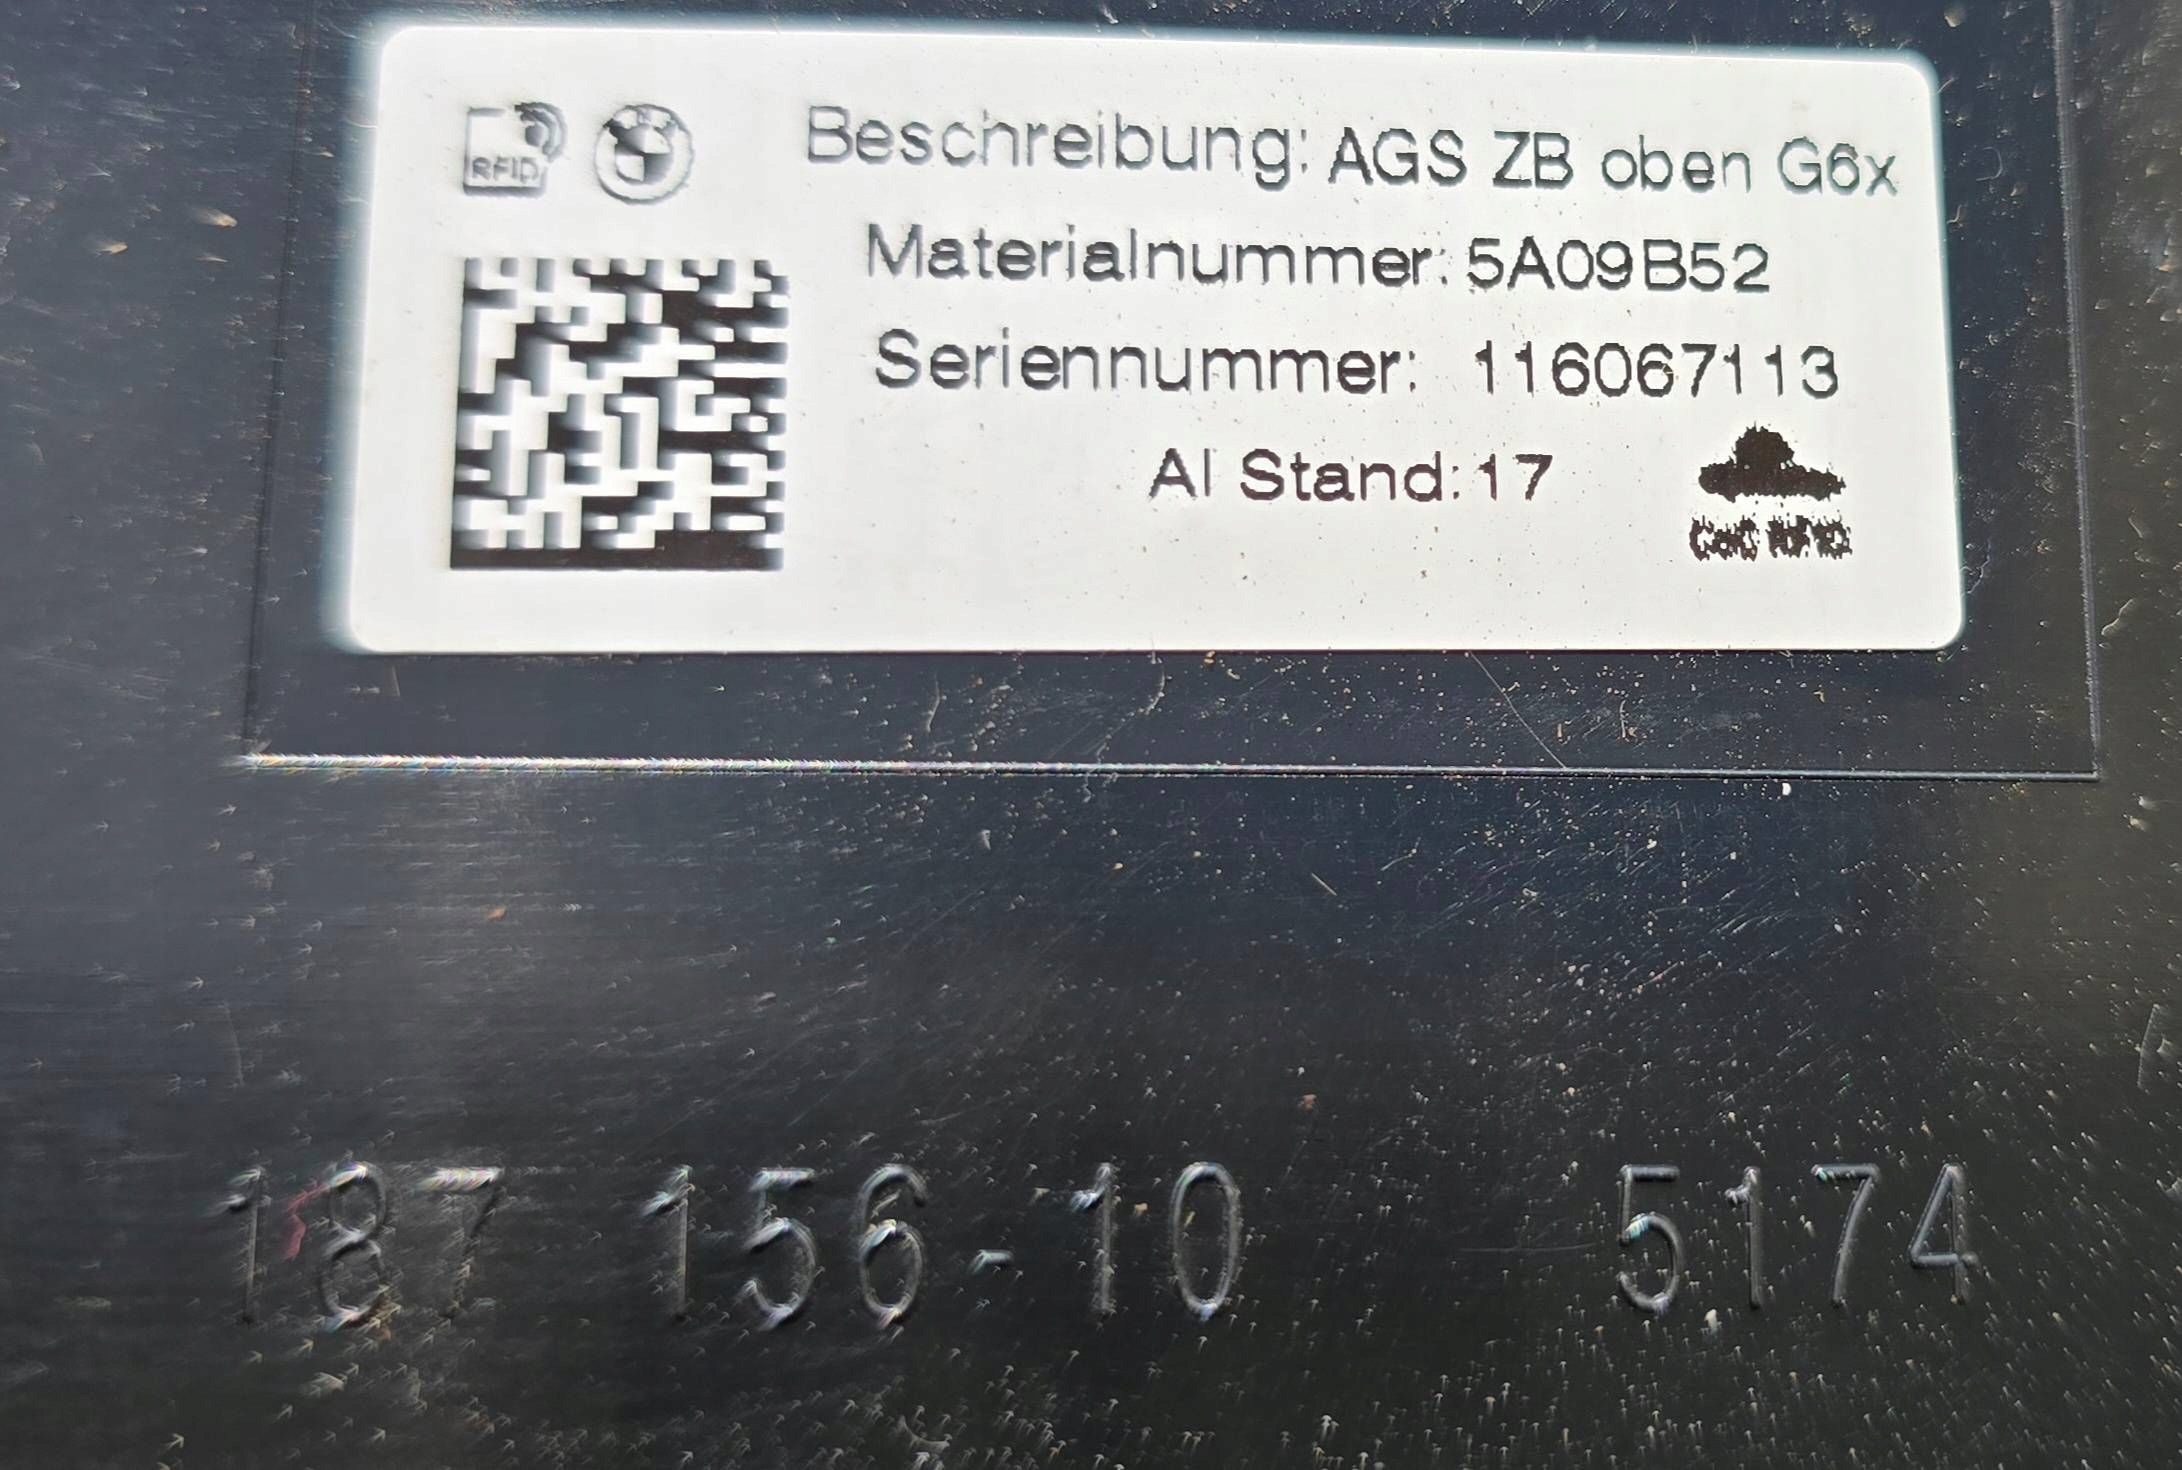 RFID
Beschreibung: AGS ZB oben G6x
Materialnummer: 5A09B52
Seriennummer: 116067113
AI Stand: 17
187 156-10 5174